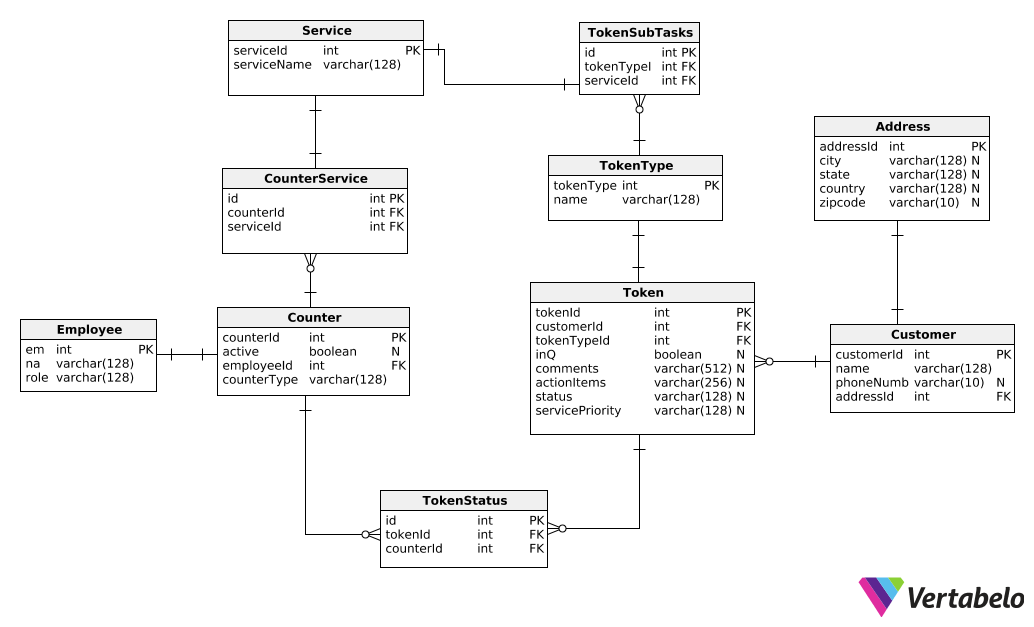 Service
serviceId int PK
serviceName varchar(128)
TokenSubTasks
id int PK
tokenTypeI int FK
serviceId int FK
Address
addressId int PK
city varchar(128) N
state varchar(128) N
country varchar(128) N
zipcode varchar(10) N
CounterService
id int PK
counterId int FK
serviceId int FK
TokenType
tokenType int PK
name varchar(128)
Token
tokenId int PK
customerId int FK
tokenTypeId int FK
inQ boolean N
comments varchar(512) N
actionItems varchar(256) N
status varchar(128) N
servicePriority varchar(128) N
Employee
em int PK
na varchar(128)
role varchar(128)
Counter
counterId int PK
active boolean N
employeeId int FK
counterType varchar(128)
Customer
customerId int PK
name varchar(128)
phoneNumb varchar(10) N
addressId int FK
TokenStatus
id int PK
tokenId int FK
counterId int FK
Vertabelo